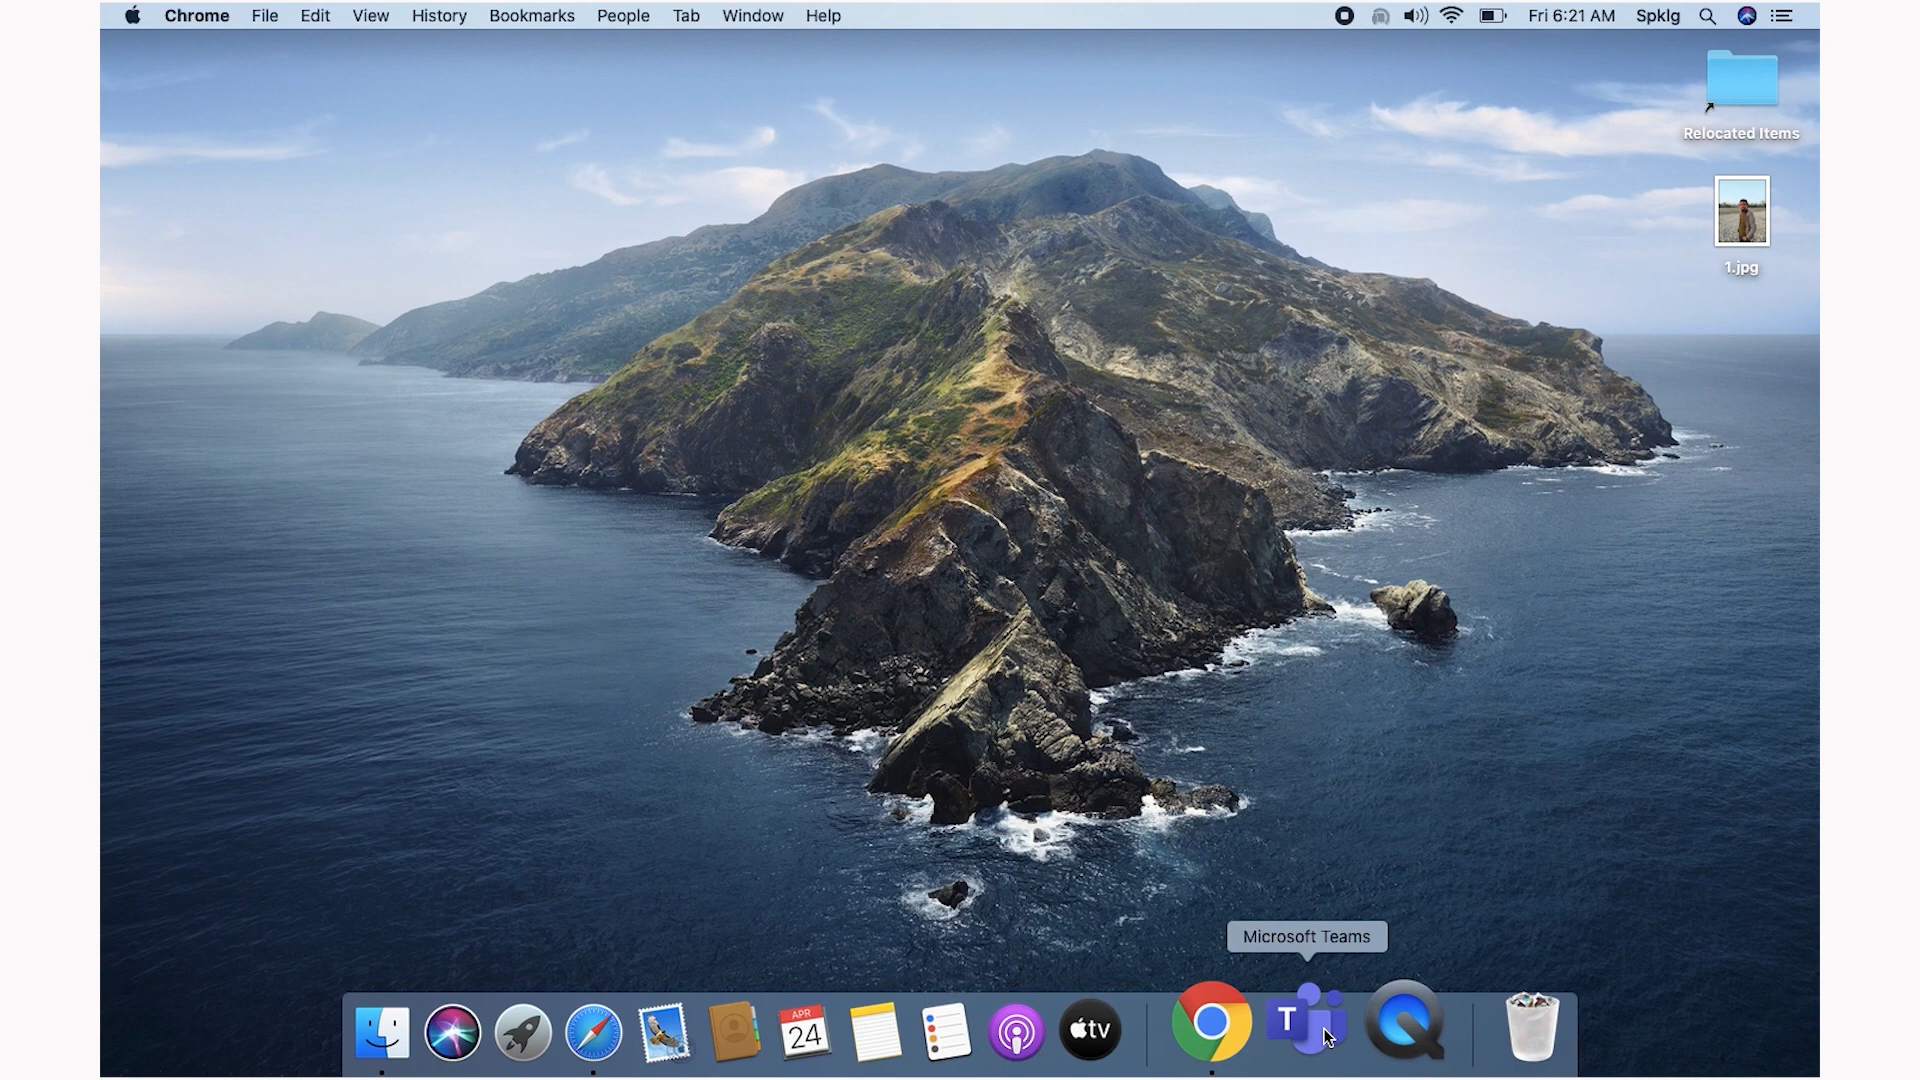 Chrome File Edit View History Bookmarks People Tab Window Help Fri 6:21 AM Spklg
Relocated Items
1.jpg
Microsoft Teams
APR
24
tv
T